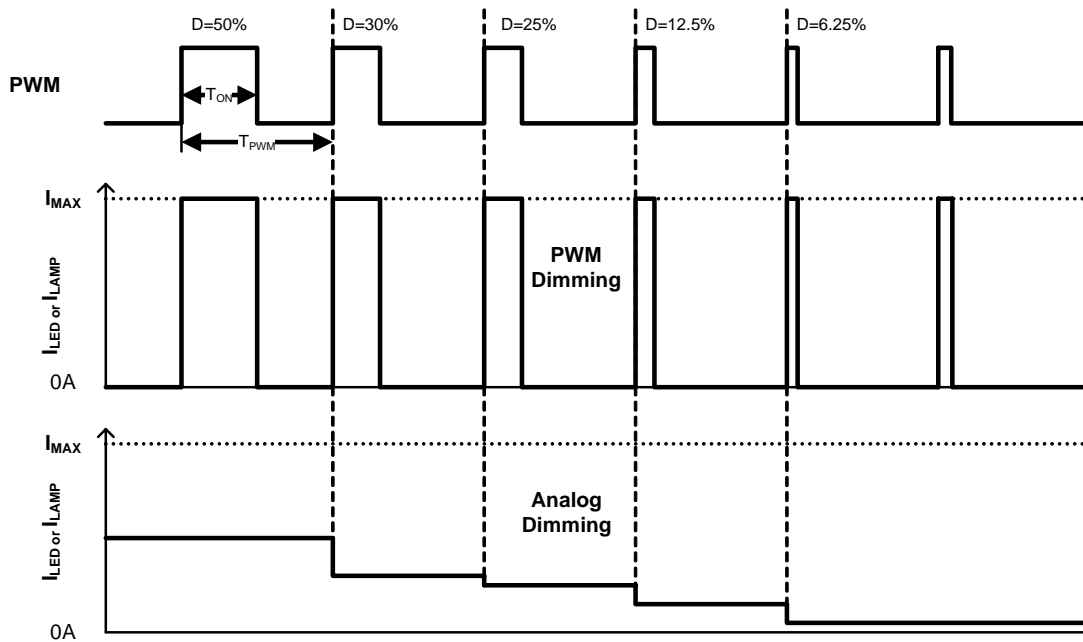 D=50%
D=30%
D=25%
D=12.5%
D=6.25%
PWM
TON
TPWM
IMAX
ILED or ILAMP
PWM
Dimming
0A
IMAX
ILED or ILAMP
Analog
Dimming
0A